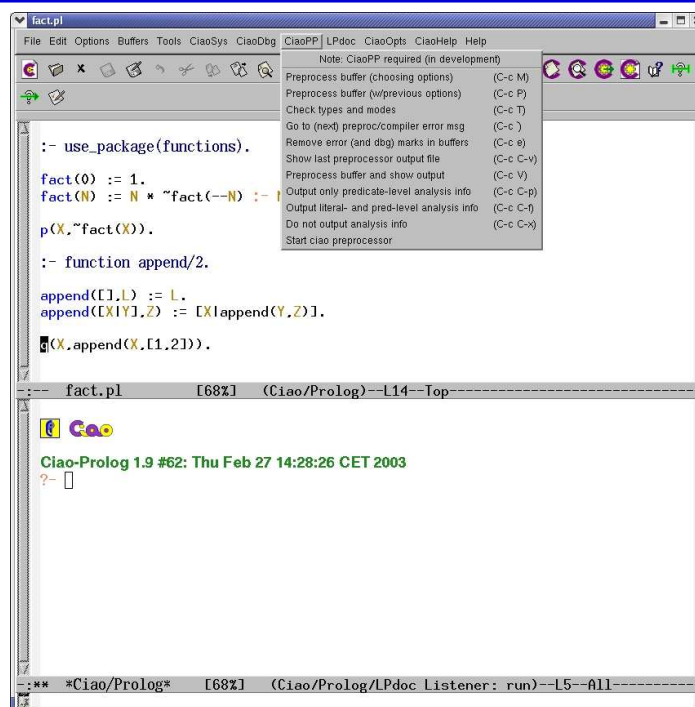 fact.pl
File Edit Options Buffers Tools CiaoSys CiaoDbg CiaoPP LPdoc CiaoOpts CiaoHelp Help
Note: CiaoPP required (in development)
Preprocess buffer (choosing options) (C-c M)
Preprocess buffer (w/previous options) (C-c P)
Check types and modes (C-c T)
Go to (next) preproc/compiler error msg (C-c `)
Remove error (and dbg) marks in buffers (C-c e)
Show last preprocessor output file (C-c C-v)
Preprocess buffer and show output (C-c V)
Output only predicate-level analysis info (C-c C-p)
Output literal- and pred-level analysis info (C-c C-f)
Do not output analysis info (C-c C-x)
Start ciao preprocessor
:- use_package(functions).
fact(0) := 1.
fact(N) := N * ~fact(--N) :-
p(X,~fact(X)).
:- function append/2.
append([],L) := L.
append([X|Y],Z) := [X|append(Y,Z)].
q(X,append(X,[1,2])).
-:-- fact.pl [68%] (Ciao/Prolog)--L14--Top----------------------------
Ciao
Ciao-Prolog 1.9 #62: Thu Feb 27 14:28:26 CET 2003
?-
-:** *Ciao/Prolog* [68%] (Ciao/Prolog/LPdoc Listener: run)--L5--All----------